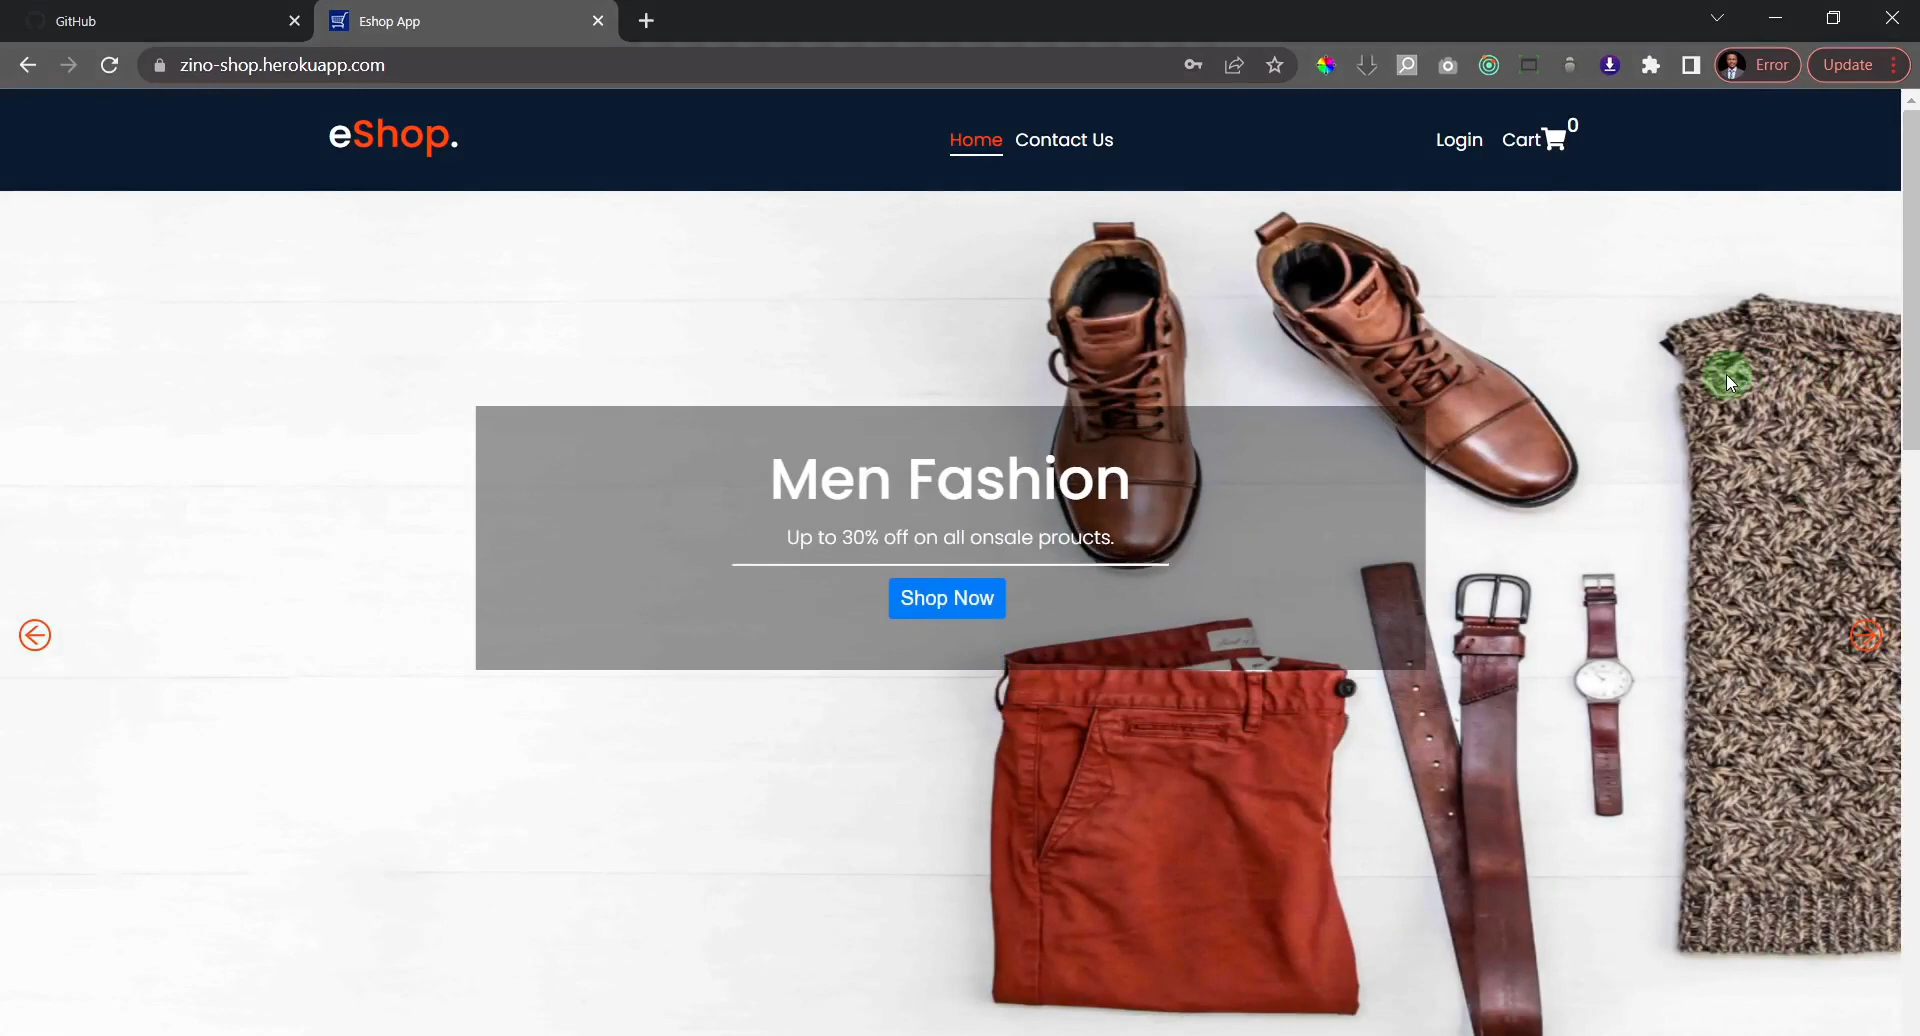 GitHub
Eshop App
zino-shop.herokuapp.com
Error
Update
eShop.
Home
Contact Us
Login
Cart
0
Men Fashion
Up to 30% off on all onsale proucts.
Shop Now